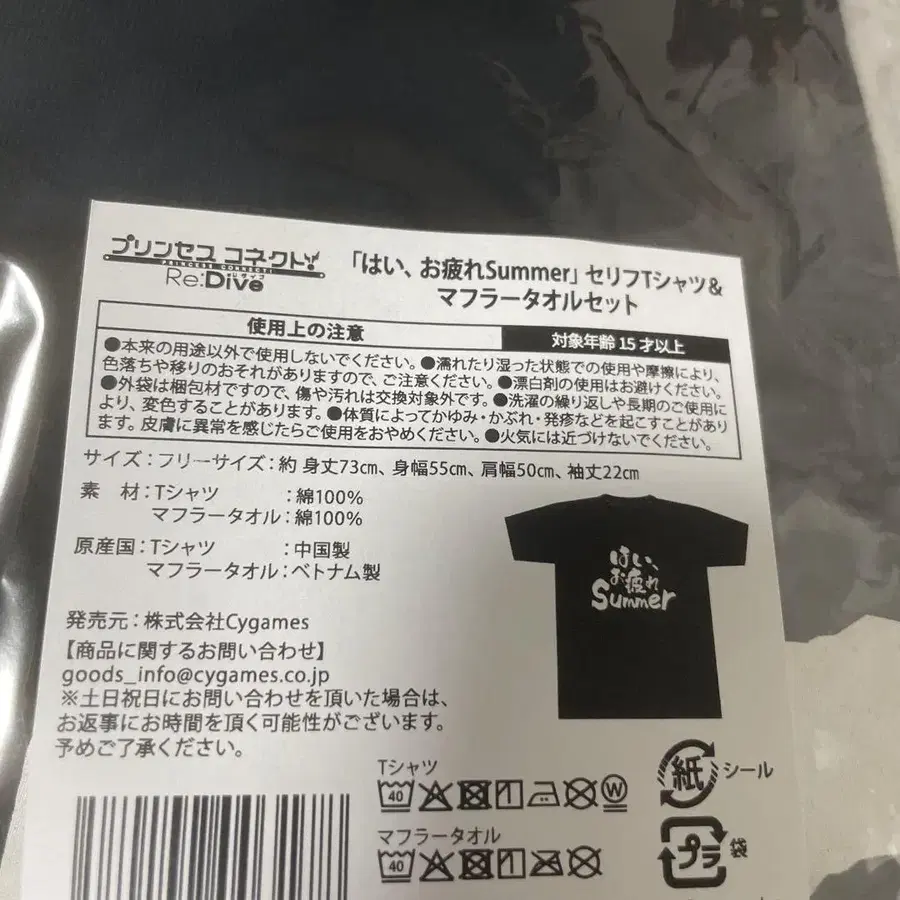 プリンセスコネクト!
PRINCESS CONNECT!
Re:Dive
「はい、お疲れSummer」セリフTシャツ&
マフラータオルセット
使用上の注意
対象年齢 15 才以上
●本来の用途以外で使用しないでください。●濡れたり湿った状態での使用や摩擦により、
色落ちや移りのおそれがありますので、ご注意ください。●漂白剤の使用はお避けください。
●外袋は梱包材ですので、傷や汚れは交換対象外です。●洗濯の繰り返しや長期のご使用に
より、変色することがあります。●体質によってかゆみ・かぶれ・発疹などを起こすことがあり
ます。皮膚に異常を感じたらご使用をおやめください。●火気には近づけないでください。
サイズ:フリーサイズ:約 身丈73㎝、身幅55㎝、肩幅50㎝、袖丈22㎝
素 材:Tシャツ :綿100%
マフラータオル:綿100%
原産国:Tシャツ :中国製
マフラータオル:ベトナム製
はい、
お疲れ
Summer
発売元:株式会社Cygames
【商品に関するお問い合わせ】
goods_info@cygames.co.jp
※土日祝日にお問い合わせを頂いた場合は、
お返事にお時間を頂く可能性がございます。
予めご了承ください。
Tシャツ
40
W
マフラータオル
40
紙
シール
プラ
袋